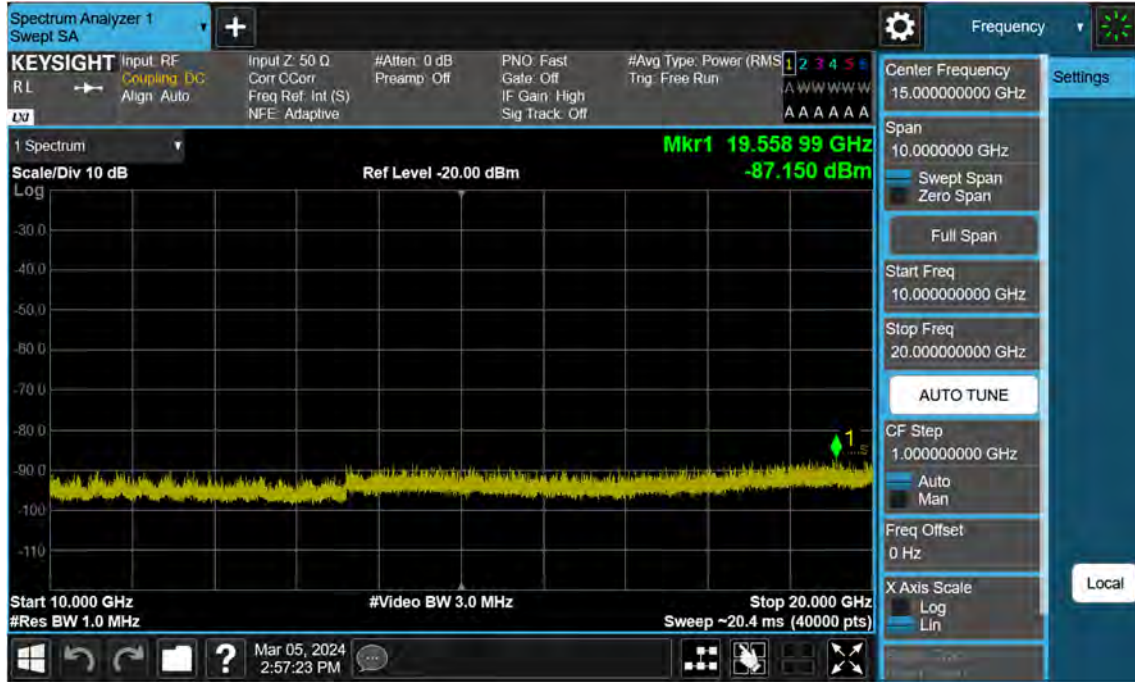 Spectrum Analyzer 1
Swept SA
Frequency
KEYSIGHT
RL
LXI
Input: RF
Coupling: DC
Align: Auto
Input Z: 50 Ω
Corr CCorr
Freq Ref: Int (S)
NFE: Adaptive
#Atten: 0 dB
Preamp: Off
PNO: Fast
Gate: Off
IF Gain: High
Sig Track: Off
#Avg Type: Power (RMS
Trig: Free Run
1 2 3 4 5 6
A W W W W W
A A A A A A
1 Spectrum
Scale/Div 10 dB
Log
Ref Level -20.00 dBm
Mkr1 19.558 99 GHz
-87.150 dBm
-30.0
-40.0
-50.0
-60.0
-70.0
-80.0
-90.0
-100
-110
1
Start 10.000 GHz
#Res BW 1.0 MHz
#Video BW 3.0 MHz
Stop 20.000 GHz
Sweep ~20.4 ms (40000 pts)
?
Mar 05, 2024
2:57:23 PM
Center Frequency
15.000000000 GHz
Span
10.0000000 GHz
Swept Span
Zero Span
Full Span
Start Freq
10.000000000 GHz
Stop Freq
20.000000000 GHz
AUTO TUNE
CF Step
1.000000000 GHz
Auto
Man
Freq Offset
0 Hz
X Axis Scale
Log
Lin
Settings
Local